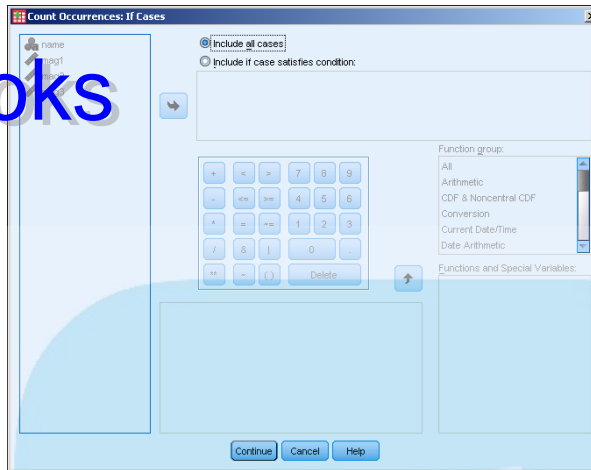 Count Occurrences: If Cases
name
mag1
oks
Include all cases
Include if case satisfies condition:
+ < > 7 8 9
- <= >= 4 5 6
* = ~= 1 2 3
/ & | 0 .
** ~ ( ) Delete
Function group:
All
Arithmetic
CDF & Noncentral CDF
Conversion
Current Date/Time
Date Arithmetic
Functions and Special Variables:
Continue Cancel Help